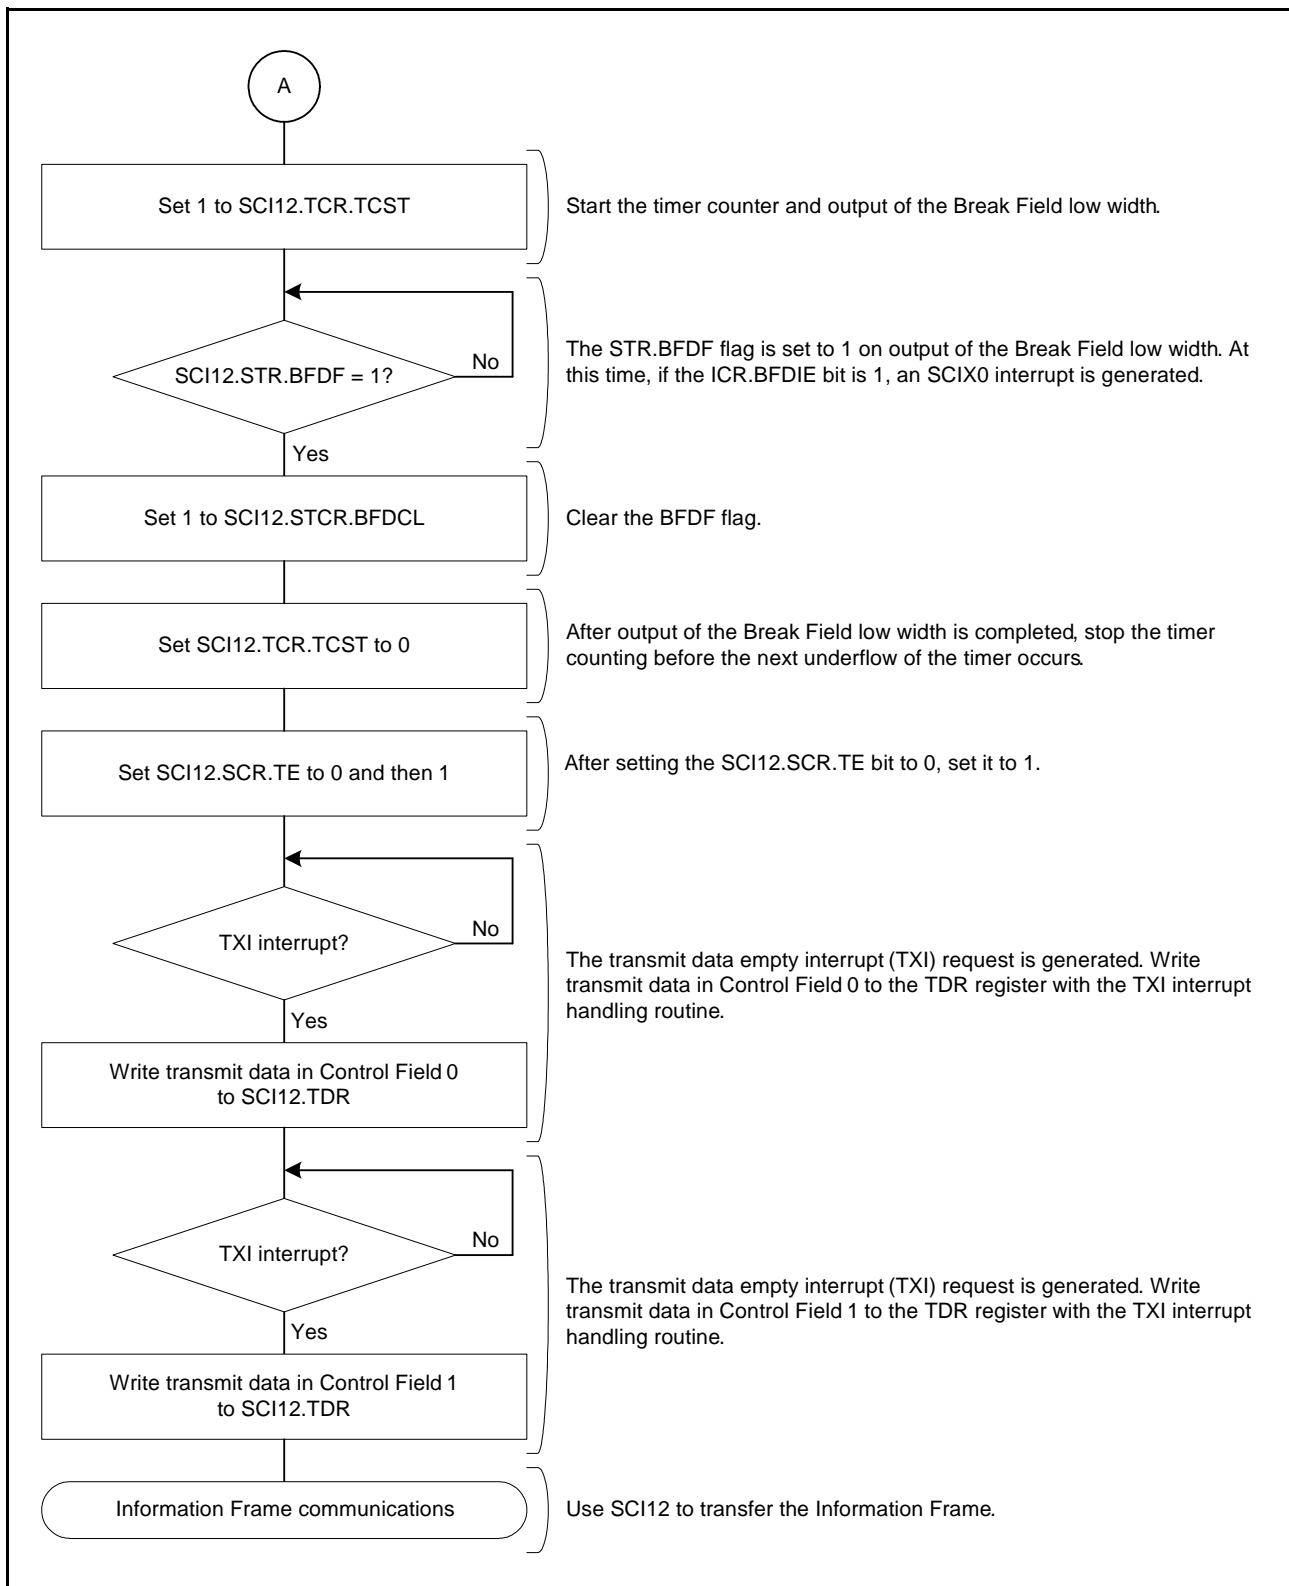 A
Set 1 to SCI12.TCR.TCST
Start the timer counter and output of the Break Field low width.
SCI12.STR.BFDF = 1?
No
The STR.BFDF flag is set to 1 on output of the Break Field low width. At
this time, if the ICR.BFDIE bit is 1, an SCIX0 interrupt is generated.
Yes
Set 1 to SCI12.STCR.BFDCL
Clear the BFDF flag.
Set SCI12.TCR.TCST to 0
After output of the Break Field low width is completed, stop the timer
counting before the next underflow of the timer occurs.
Set SCI12.SCR.TE to 0 and then 1
After setting the SCI12.SCR.TE bit to 0, set it to 1.
TXI interrupt?
No
The transmit data empty interrupt (TXI) request is generated. Write
transmit data in Control Field 0 to the TDR register with the TXI interrupt
handling routine.
Yes
Write transmit data in Control Field 0
to SCI12.TDR
TXI interrupt?
No
The transmit data empty interrupt (TXI) request is generated. Write
transmit data in Control Field 1 to the TDR register with the TXI interrupt
handling routine.
Yes
Write transmit data in Control Field 1
to SCI12.TDR
Information Frame communications
Use SCI12 to transfer the Information Frame.